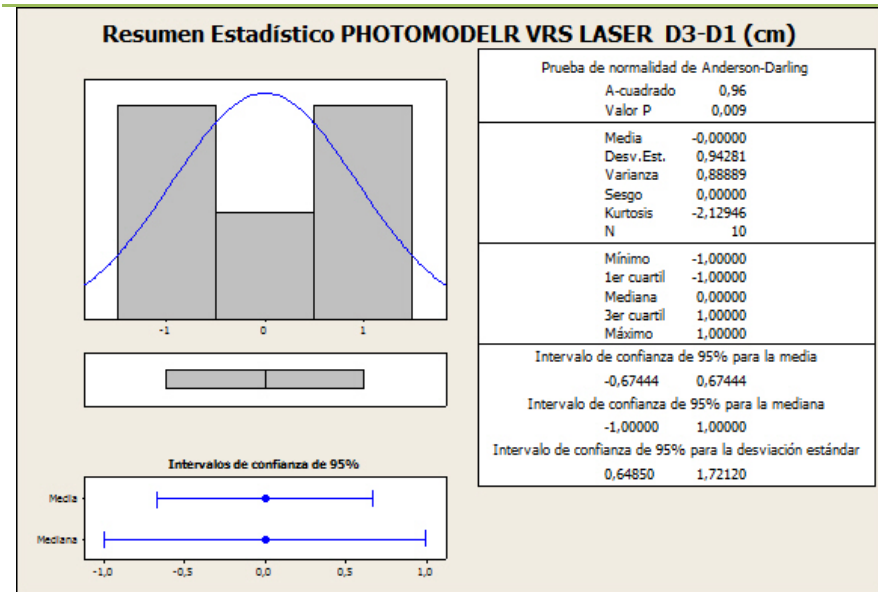 Resumen Estadístico PHOTOMODELR VRS LASER D3-D1 (cm)
-1 0 1
Intervalos de confianza de 95%
Media
Mediana
-1,0 -0,5 0,0 0,5 1,0
Prueba de normalidad de Anderson-Darling
A-cuadrado 0,96
Valor P 0,009
Media -0,00000
Desv.Est. 0,94281
Varianza 0,88889
Sesgo 0,00000
Kurtosis -2,12946
N 10
Mínimo -1,00000
1er cuartil -1,00000
Mediana 0,00000
3er cuartil 1,00000
Máximo 1,00000
Intervalo de confianza de 95% para la media
-0,67444 0,67444
Intervalo de confianza de 95% para la mediana
-1,00000 1,00000
Intervalo de confianza de 95% para la desviación estándar
0,64850 1,72120